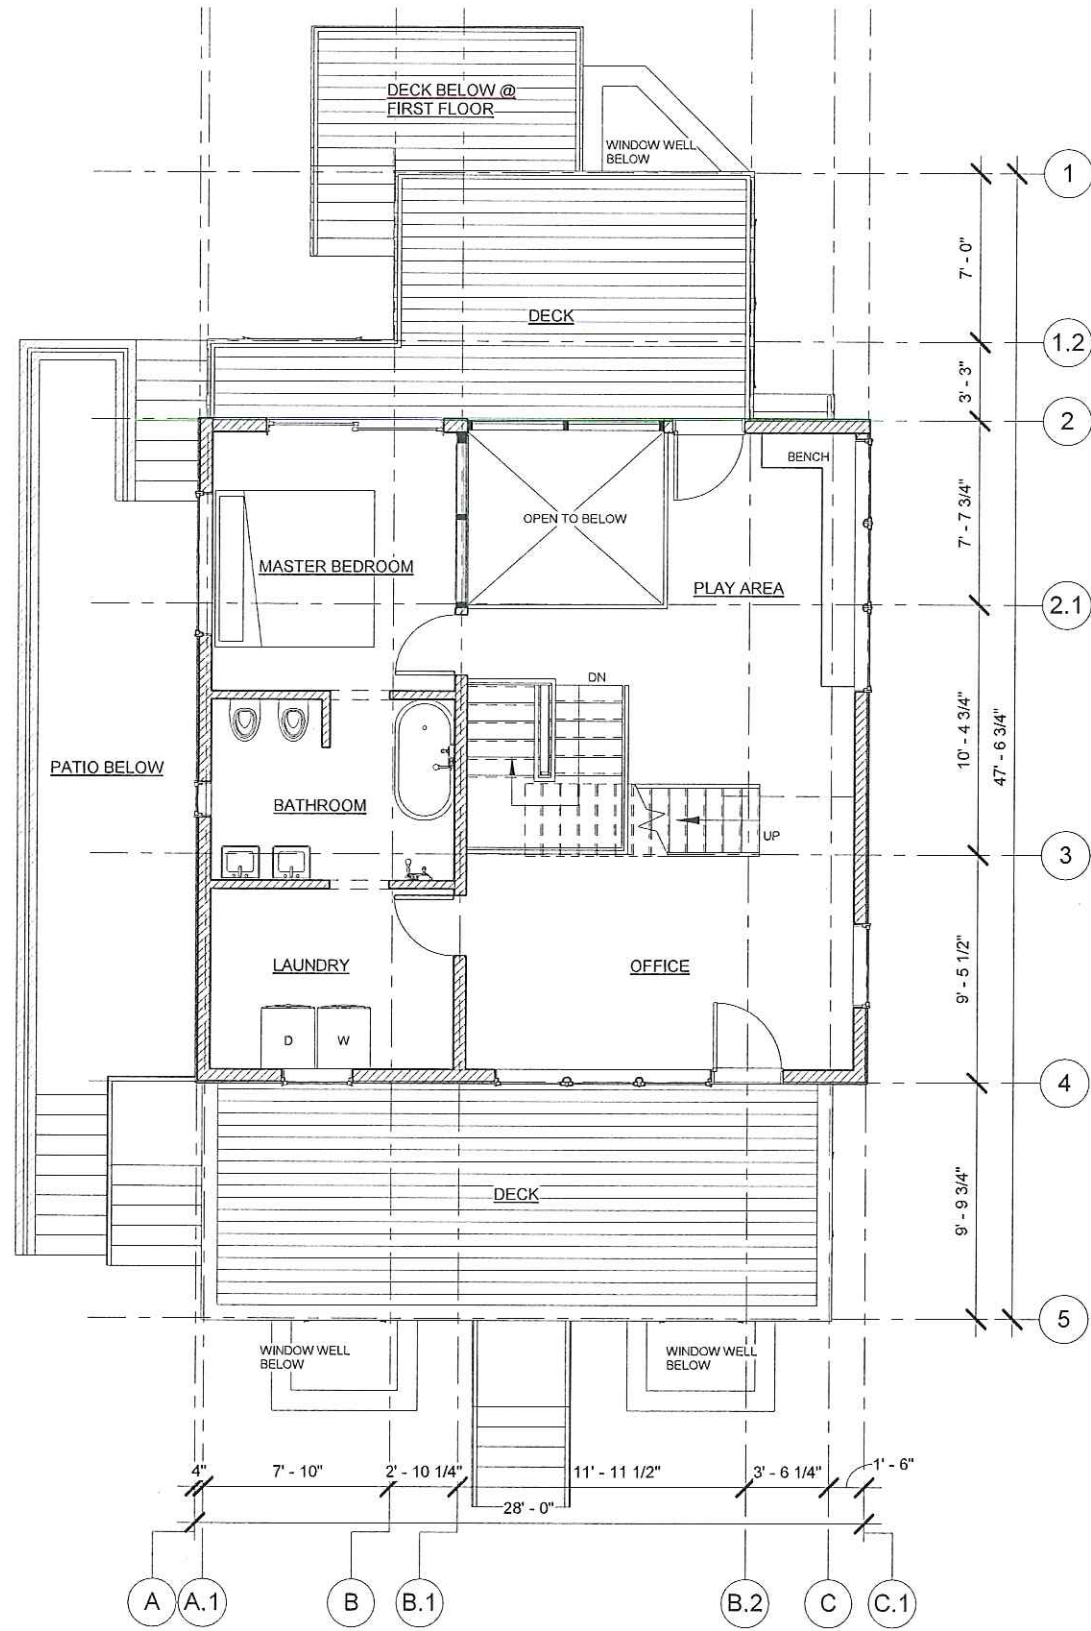 DECK BELOW @
FIRST FLOOR
WINDOW WELL
BELOW
1
7' - 0"
DECK
1.2
3' - 3"
2
BENCH
7' - 7 3/4"
OPEN TO BELOW
MASTER BEDROOM
PLAY AREA
2.1
DN
10' - 4 3/4"
47' - 6 3/4"
PATIO BELOW
BATHROOM
UP
3
LAUNDRY
OFFICE
9' - 5 1/2"
D
W
4
DECK
9' - 9 3/4"
5
WINDOW WELL
BELOW
WINDOW WELL
BELOW
4"
7' - 10"
2' - 10 1/4"
11' - 11 1/2"
3' - 6 1/4"
1' - 6"
28' - 0"
A
A.1
B
B.1
B.2
C
C.1